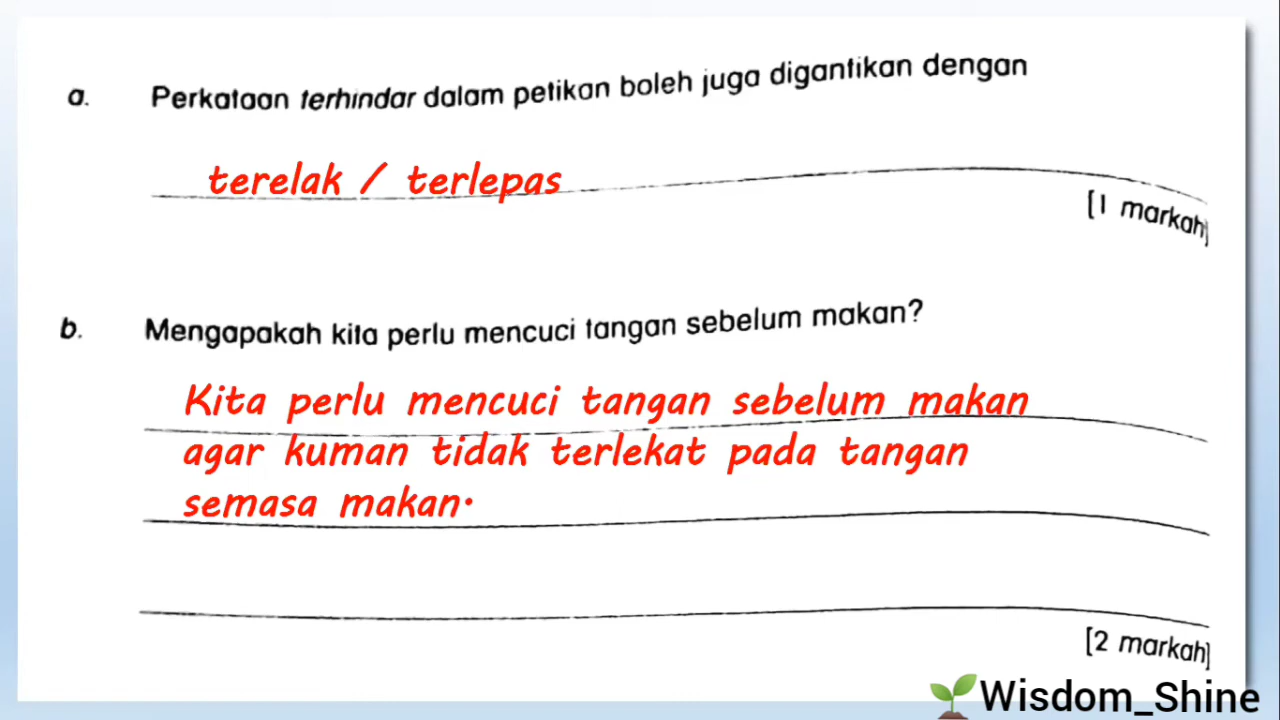 a. Perkataan terhindar dalam petikan boleh juga digantikan dengan
terelak / terlepas
[1 markah]
b. Mengapakah kita perlu mencuci tangan sebelum makan?
Kita perlu mencuci tangan sebelum makan
agar kuman tidak terlekat pada tangan
semasa makan.
[2 markah]
Wisdom_Shine